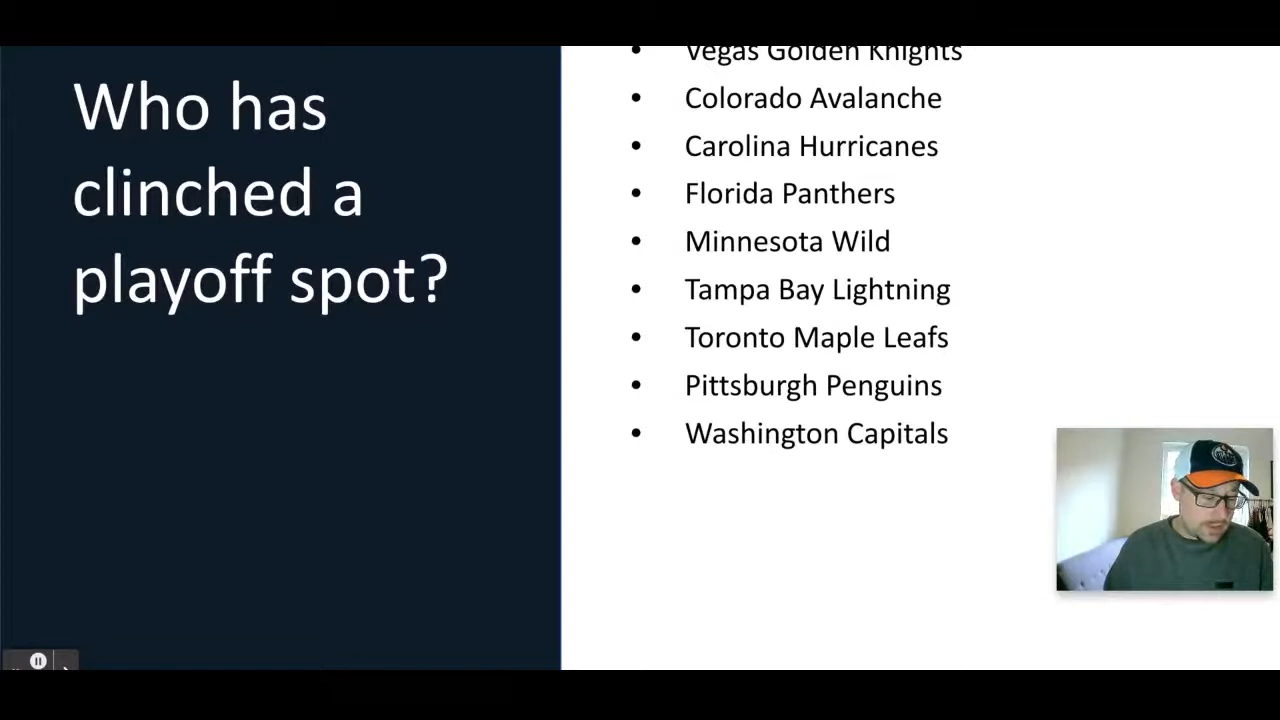 Who has
clinched a
playoff spot?
Vegas Golden Knights
• Colorado Avalanche
• Carolina Hurricanes
• Florida Panthers
• Minnesota Wild
• Tampa Bay Lightning
• Toronto Maple Leafs
• Pittsburgh Penguins
• Washington Capitals